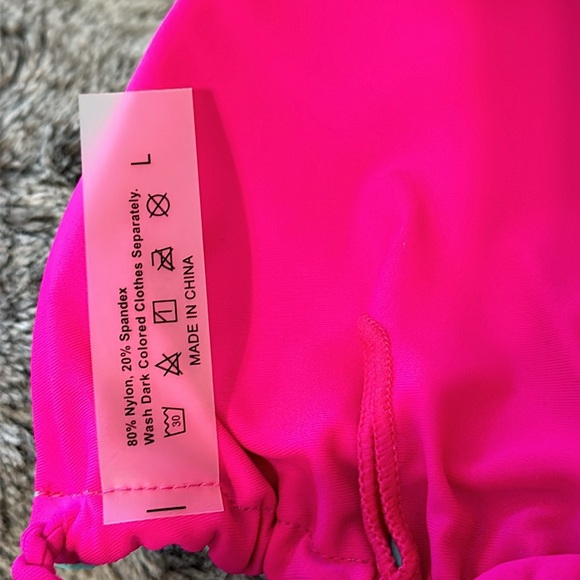 80% Nylon, 20% Spandex
Wash Dark Colored Clothes Separately.
30
MADE IN CHINA
L